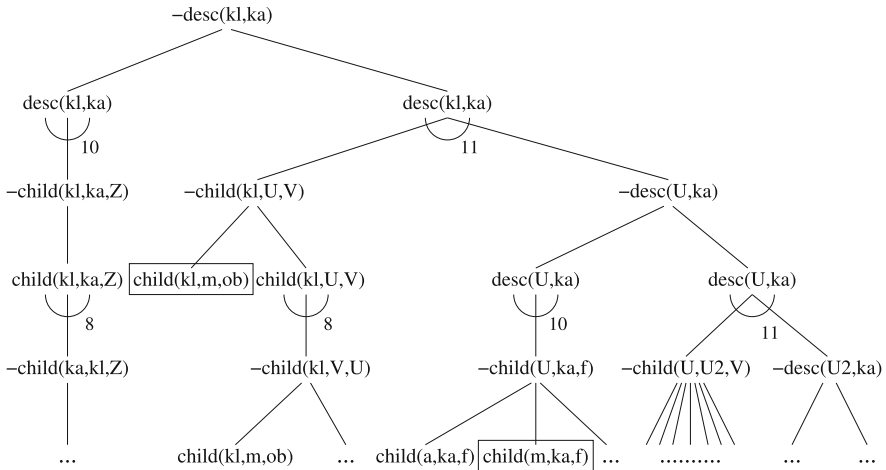 −desc(kl,ka)
desc(kl,ka) desc(kl,ka)
10 11
−child(kl,ka,Z) −child(kl,U,V) −desc(U,ka)
child(kl,ka,Z) child(kl,m,ob) child(kl,U,V) desc(U,ka) desc(U,ka)
8 8 10 11
−child(ka,kl,Z) −child(kl,V,U) −child(U,ka,f) −child(U,U2,V) −desc(U2,ka)
... child(kl,m,ob) ... child(a,ka,f) child(m,ka,f) ... .......... ... ...